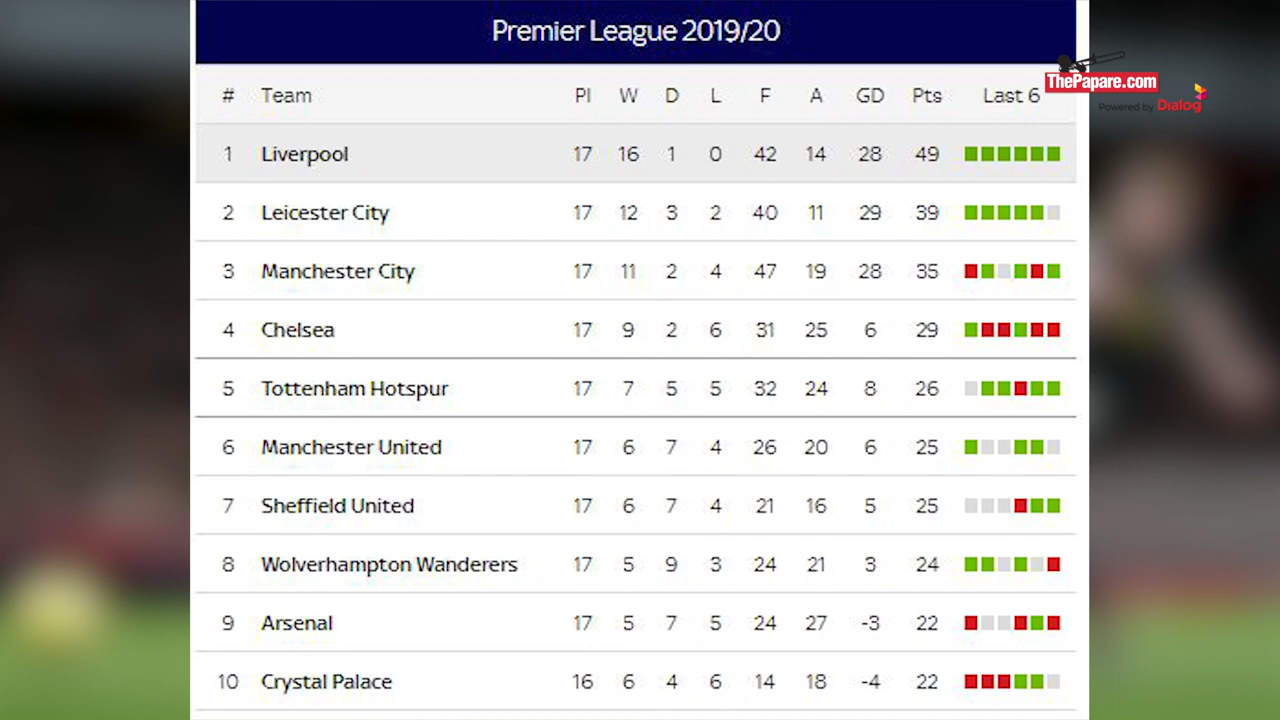 Premier League 2019/20
ThePapare.com
Powered by Dialog
# Team Pl W D L F A GD Pts Last 6
1 Liverpool 17 16 1 0 42 14 28 49
2 Leicester City 17 12 3 2 40 11 29 39
3 Manchester City 17 11 2 4 47 19 28 35
4 Chelsea 17 9 2 6 31 25 6 29
5 Tottenham Hotspur 17 7 5 5 32 24 8 26
6 Manchester United 17 6 7 4 26 20 6 25
7 Sheffield United 17 6 7 4 21 16 5 25
8 Wolverhampton Wanderers 17 5 9 3 24 21 3 24
9 Arsenal 17 5 7 5 24 27 -3 22
10 Crystal Palace 16 6 4 6 14 18 -4 22